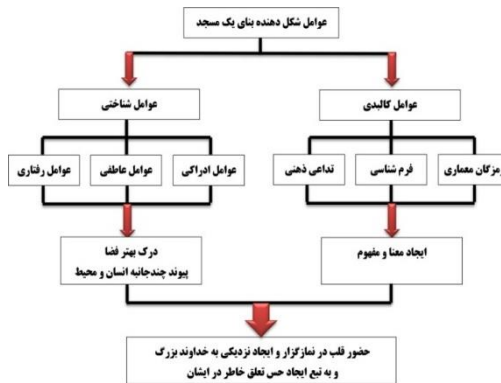 عوامل شکل دهنده بنای یک مسجد
عوامل کالبدی
عوامل شناختی
رمزگان معماری
فرم شناسی
تداعی ذهنی
عوامل ادراکی
عوامل عاطفی
عوامل رفتاری
ایجاد معنا و مفهوم
درک بهتر فضا
پیوند چندجانبه انسان و محیط
حضور قلب در نمازگزار و ایجاد نزدیکی به خداوند بزرگ
و به تبع ایجاد حس تعلق خاطر در ایشان